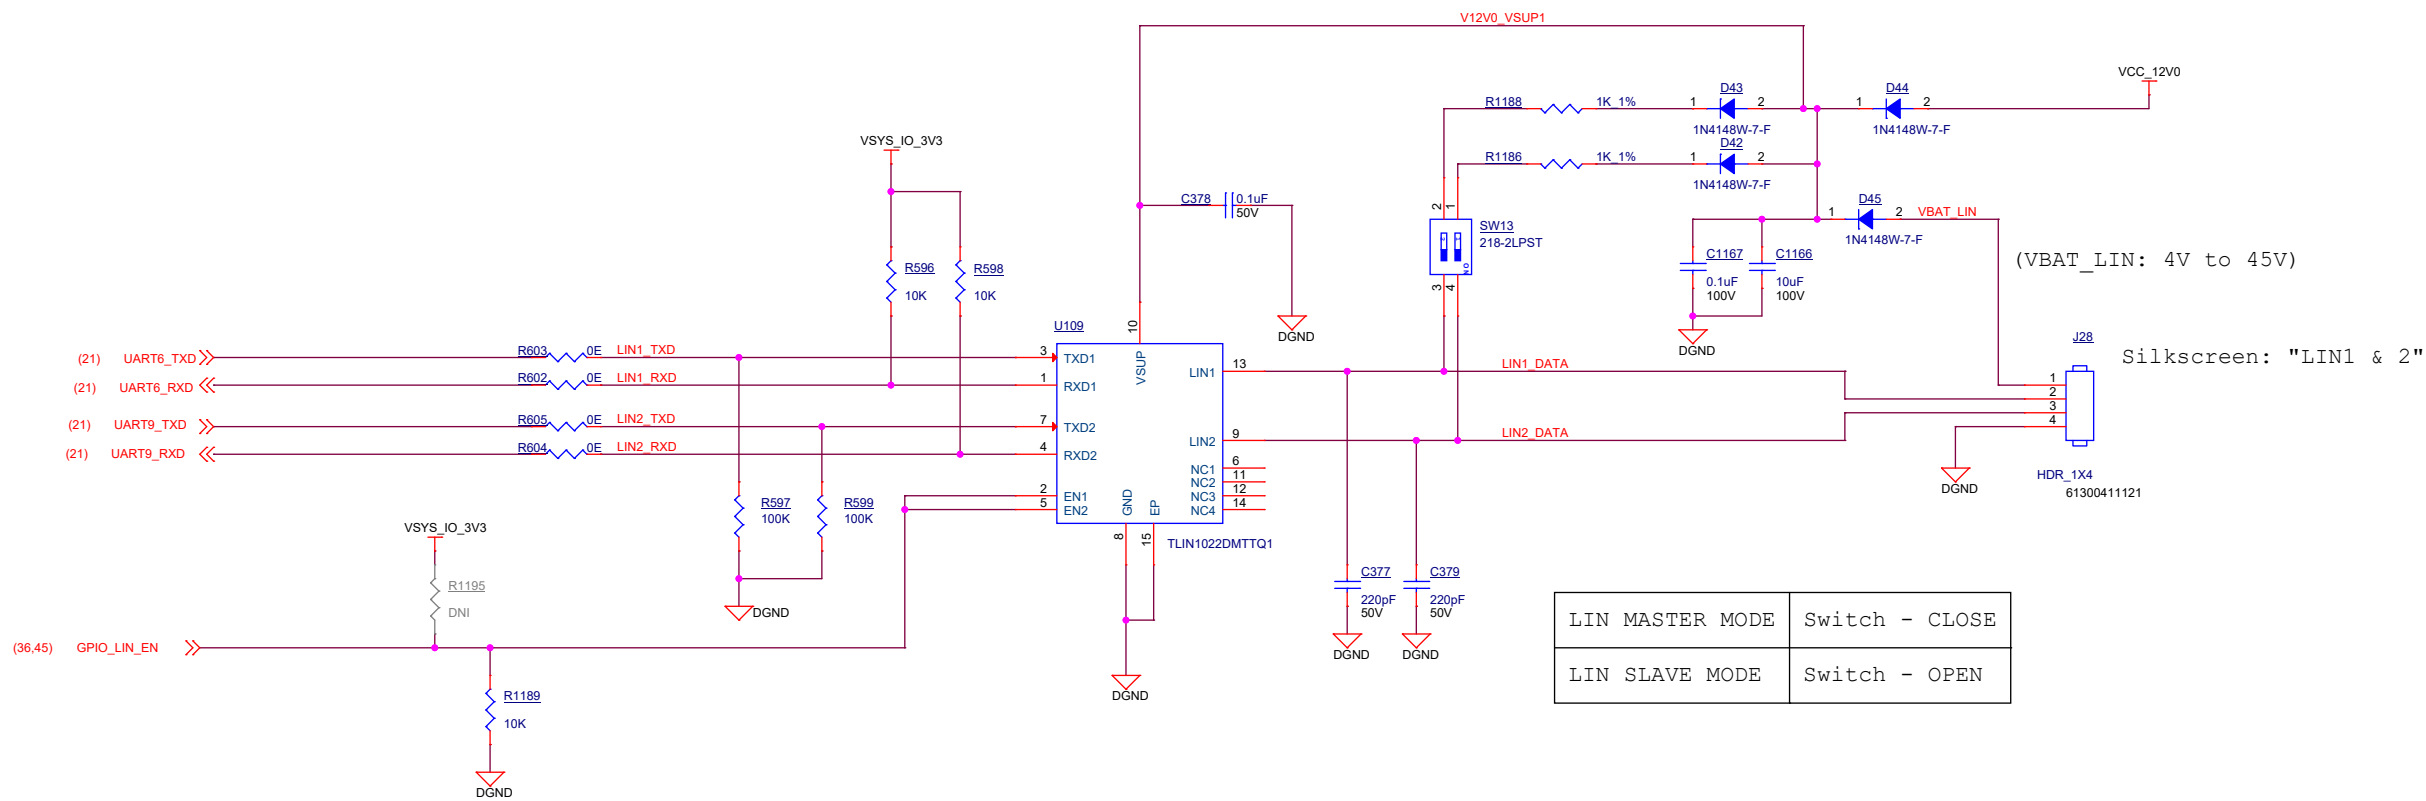 V12V0_VSUP1
VCC_12V0
R1188
1K_1%
1
D43
2
1N4148W-7-F
1
D44
2
1N4148W-7-F
R1186
1K_1%
1
D42
2
1N4148W-7-F
VSYS_IO_3V3
C378
0.1uF
50V
DGND
2
1
SW13
218-2LPST
ON
3
4
1
D45
2
VBAT_LIN
1N4148W-7-F
(VBAT_LIN: 4V to 45V)
C1167
0.1uF
100V
C1166
10uF
100V
DGND
R596
10K
R598
10K
J28
Silkscreen: "LIN1 & 2"
1
2
3
4
HDR_1X4
61300411121
DGND
(21) UART6_TXD
R603
0E
LIN1_TXD
(21) UART6_RXD
R602
0E
LIN1_RXD
(21) UART9_TXD
R605
0E
LIN2_TXD
(21) UART9_RXD
R604
0E
LIN2_RXD
U109
10
VSUP
3
TXD1
1
RXD1
7
TXD2
4
RXD2
2
EN1
5
EN2
LIN1
13
LIN2
9
NC1
6
NC2
11
NC3
12
NC4
14
GND
EP
8
15
TLIN1022DMTTQ1
DGND
LIN1_DATA
LIN2_DATA
R597
100K
R599
100K
DGND
C377
220pF
50V
DGND
C379
220pF
50V
DGND
VSYS_IO_3V3
R1195
DNI
(36,45) GPIO_LIN_EN
R1189
10K
DGND
LIN MASTER MODE Switch - CLOSE
LIN SLAVE MODE Switch - OPEN